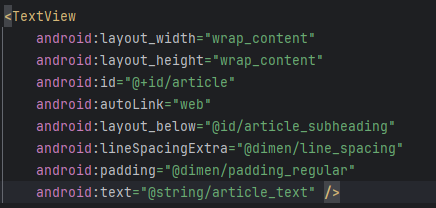 <TextView
android:layout_width="wrap_content"
android:layout_height="wrap_content"
android:id="@+id/article"
android:autoLink="web"
android:layout_below="@id/article_subheading"
android:lineSpacingExtra="@dimen/line_spacing"
android:padding="@dimen/padding_regular"
android:text="@string/article_text" />